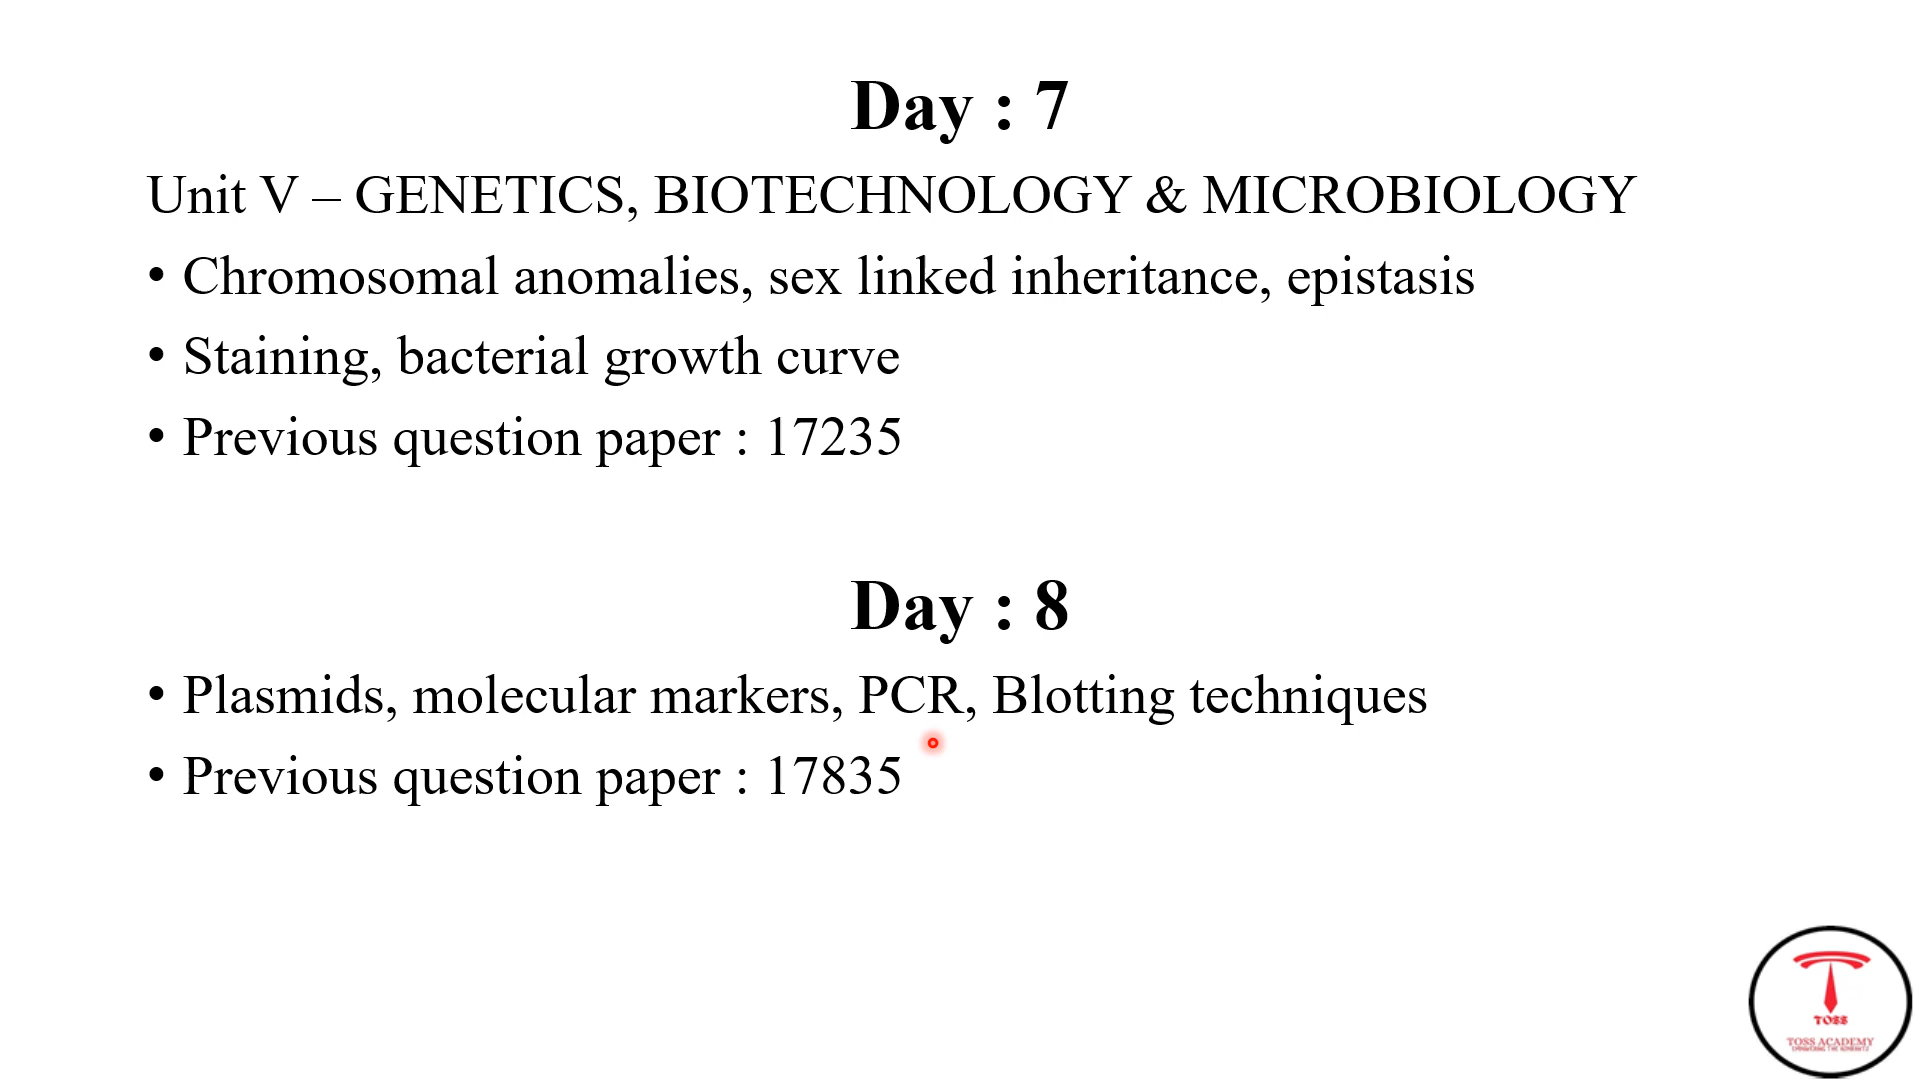 Day : 7
Unit V – GENETICS, BIOTECHNOLOGY & MICROBIOLOGY
• Chromosomal anomalies, sex linked inheritance, epistasis
• Staining, bacterial growth curve
• Previous question paper : 17235
Day : 8
• Plasmids, molecular markers, PCR, Blotting techniques
• Previous question paper : 17835
TOSS
TOSS ACADEMY